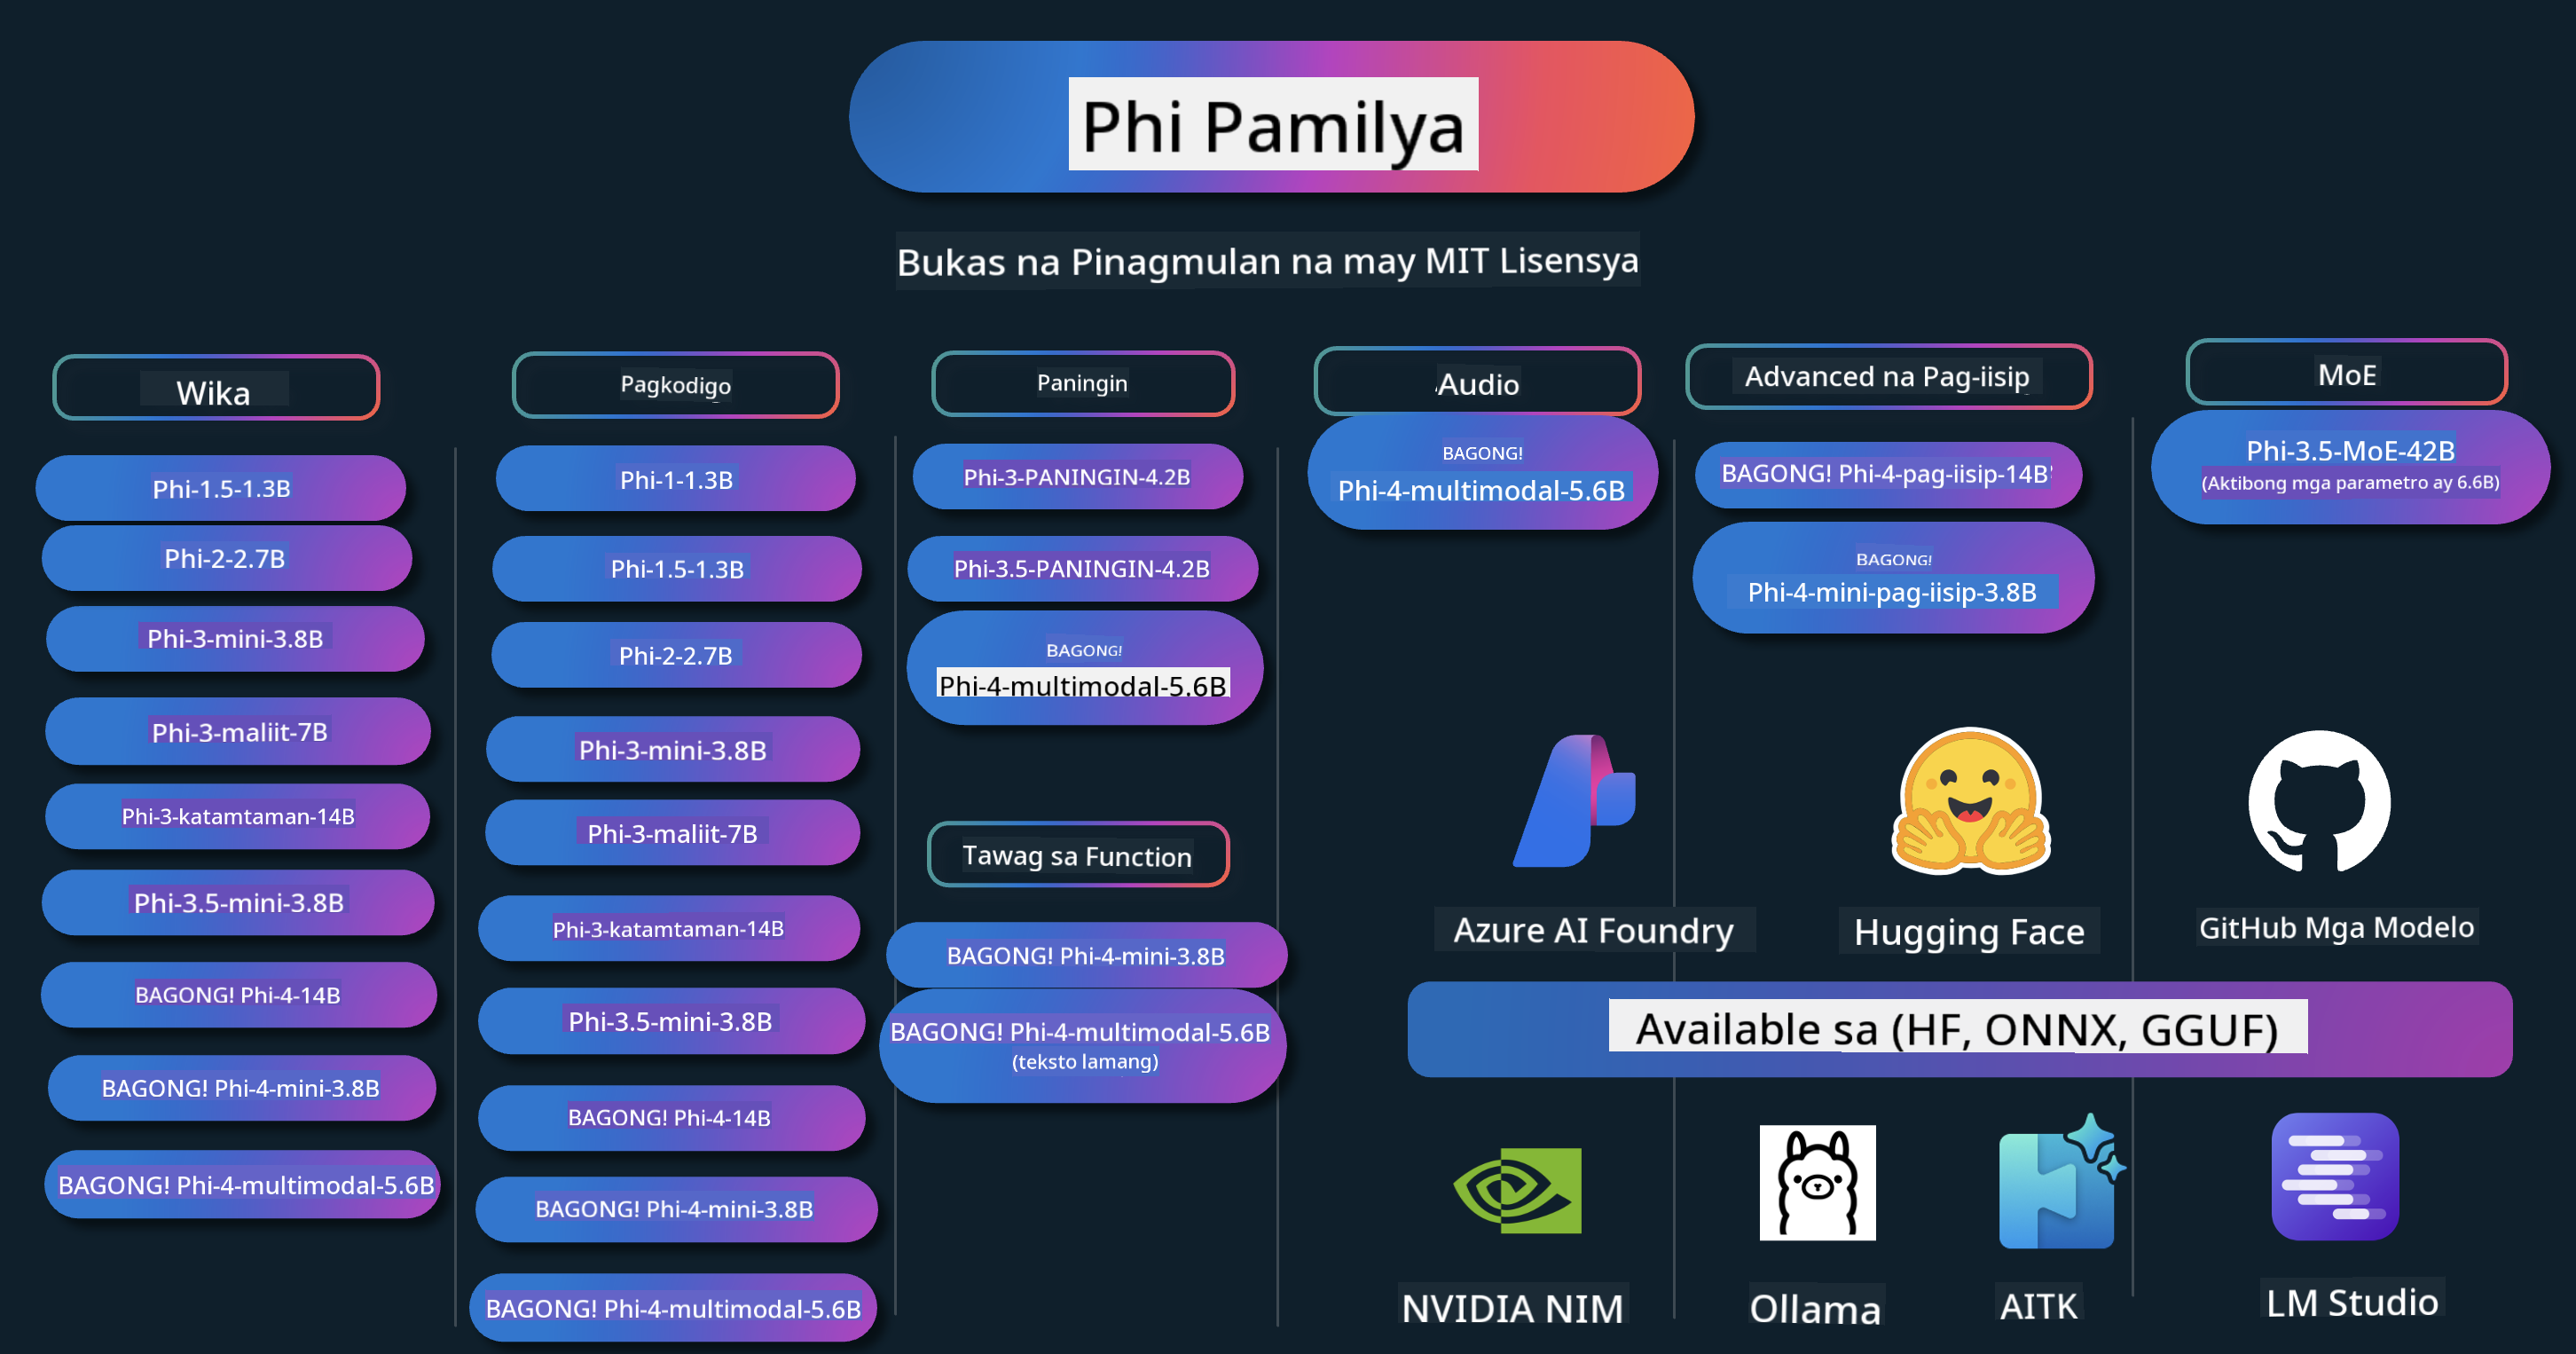 Phi Pamilya
Bukas na Pinagmulan na may MIT Lisensya
Wika
Phi-1.5-1.3B
Phi-2-2.7B
Phi-3-mini-3.8B
Phi-3-maliit-7B
Phi-3-katamtaman-14B
Phi-3.5-mini-3.8B
BAGONG! Phi-4-14B
BAGONG! Phi-4-mini-3.8B
BAGONG! Phi-4-multimodal-5.6B
Pagkodigo
Phi-1-1.3B
Phi-1.5-1.3B
Phi-2-2.7B
Phi-3-mini-3.8B
Phi-3-maliit-7B
Phi-3-katamtaman-14B
Phi-3.5-mini-3.8B
BAGONG! Phi-4-14B
BAGONG! Phi-4-mini-3.8B
BAGONG! Phi-4-multimodal-5.6B
Paningin
Phi-3-PANINGIN-4.2B
Phi-3.5-PANINGIN-4.2B
BAGONG!
Phi-4-multimodal-5.6B
Tawag sa Function
BAGONG! Phi-4-mini-3.8B
BAGONG! Phi-4-multimodal-5.6B
(teksto lamang)
Audio
BAGONG!
Phi-4-multimodal-5.6B
Advanced na Pag-iisip
BAGONG! Phi-4-pag-iisip-14B
BAGONG!
Phi-4-mini-pag-iisip-3.8B
MoE
Phi-3.5-MoE-42B
(Aktibong mga parametro ay 6.6B)
Azure AI Foundry
Hugging Face
GitHub Mga Modelo
Available sa (HF, ONNX, GGUF)
NVIDIA NIM
Ollama
AITK
LM Studio